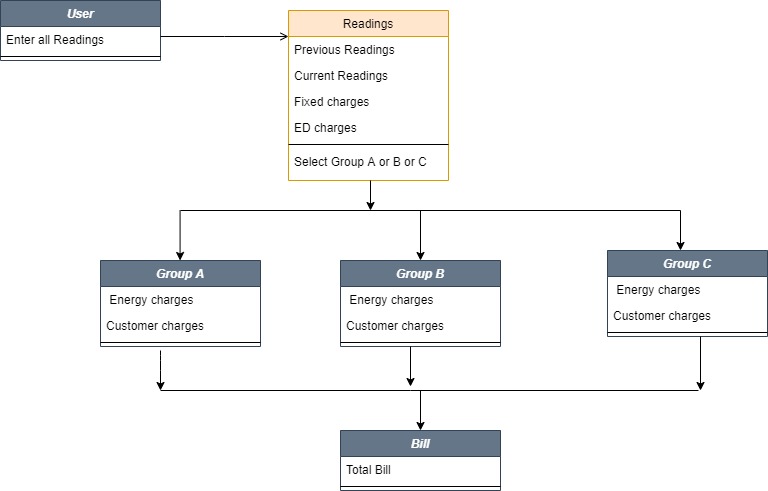 User
Enter all Readings
Readings
Previous Readings
Current Readings
Fixed charges
ED charges
Select Group A or B or C
Group A
Energy charges
Customer charges
Group B
Energy charges
Customer charges
Group C
Energy charges
Customer charges
Bill
Total Bill